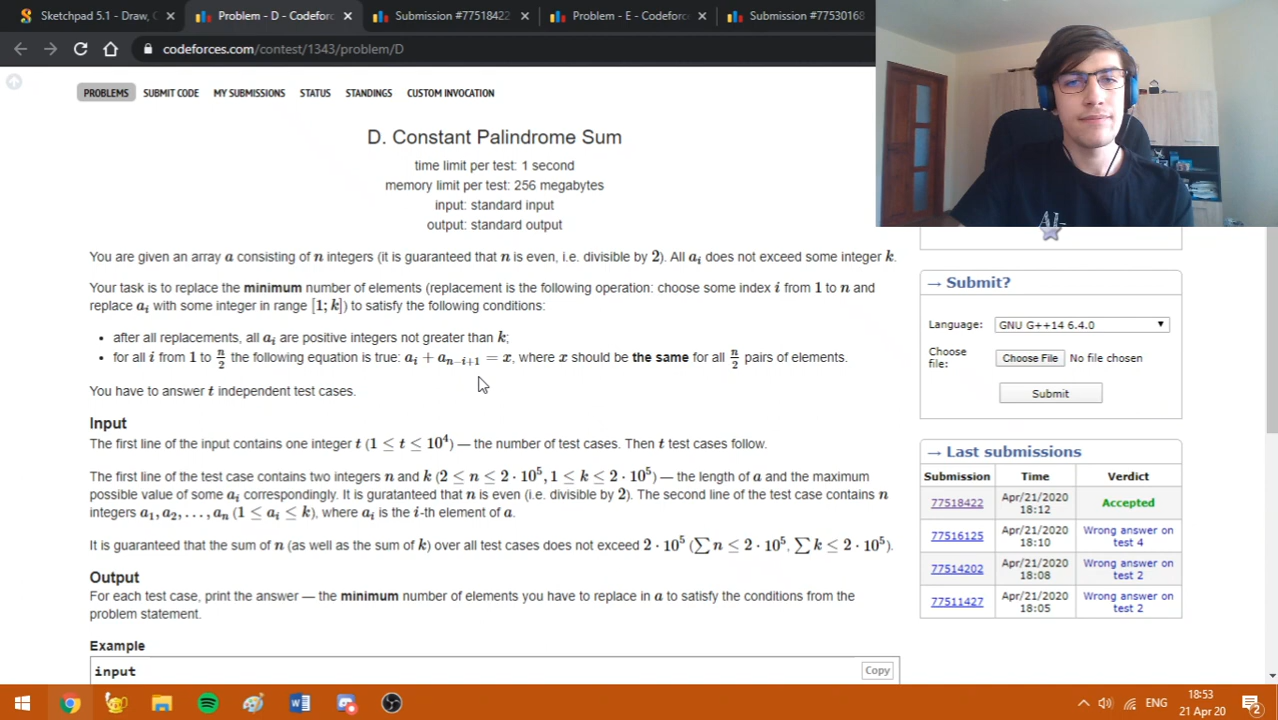 Sketchpad 5.1 - Draw, C
Problem - D - Codeforc
Submission #77518422
Problem - E - Codeforce
Submission #77530168
codeforces.com/contest/1343/problem/D
PROBLEMS SUBMIT CODE MY SUBMISSIONS STATUS STANDINGS CUSTOM INVOCATION
D. Constant Palindrome Sum
time limit per test: 1 second
memory limit per test: 256 megabytes
input: standard input
output: standard output
You are given an array a consisting of n integers (it is guaranteed that n is even, i.e. divisible by 2). All a_i does not exceed some integer k.
Your task is to replace the minimum number of elements (replacement is the following operation: choose some index i from 1 to n and
replace a_i with some integer in range [1; k]) to satisfy the following conditions:
• after all replacements, all a_i are positive integers not greater than k;
• for all i from 1 to n/2 the following equation is true: a_i + a_{n−i+1} = x, where x should be the same for all n/2 pairs of elements.
You have to answer t independent test cases.
Input
The first line of the input contains one integer t (1 ≤ t ≤ 10^4) — the number of test cases. Then t test cases follow.
The first line of the test case contains two integers n and k (2 ≤ n ≤ 2 · 10^5, 1 ≤ k ≤ 2 · 10^5) — the length of a and the maximum
possible value of some a_i correspondingly. It is guratanteed that n is even (i.e. divisible by 2). The second line of the test case contains n
integers a_1, a_2, …, a_n (1 ≤ a_i ≤ k), where a_i is the i-th element of a.
It is guaranteed that the sum of n (as well as the sum of k) over all test cases does not exceed 2 · 10^5 (∑ n ≤ 2 · 10^5, ∑ k ≤ 2 · 10^5).
Output
For each test case, print the answer — the minimum number of elements you have to replace in a to satisfy the conditions from the
problem statement.
Example
input
Copy
→ Submit?
Language: GNU G++14 6.4.0
Choose
file:
Choose File No file chosen
Submit
→ Last submissions
Submission Time Verdict
77518422 Apr/21/2020 18:12 Accepted
77516125 Apr/21/2020 18:10 Wrong answer on test 4
77514202 Apr/21/2020 18:08 Wrong answer on test 2
77511427 Apr/21/2020 18:05 Wrong answer on test 2
ENG
18:53
21 Apr 20
2